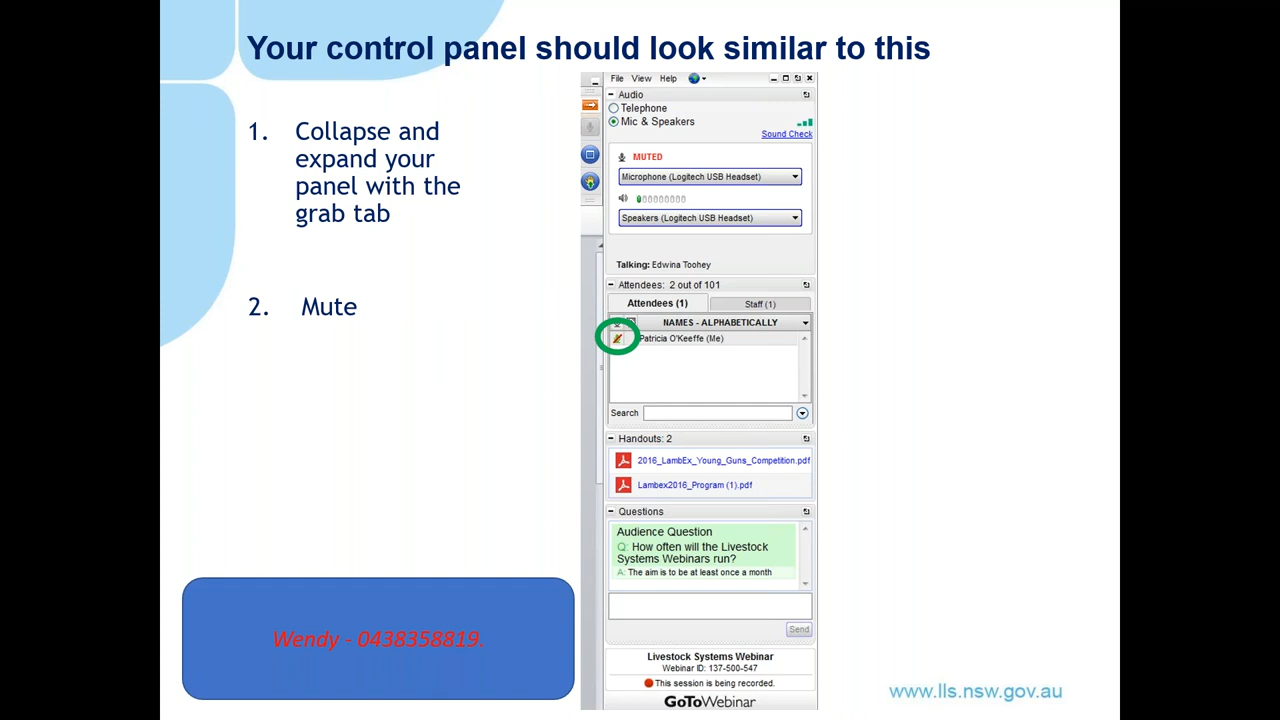 Your control panel should look similar to this
1. Collapse and
expand your
panel with the
grab tab
2. Mute
Wendy - 0438358819.
File View Help
Audio
Telephone
Mic & Speakers
Sound Check
MUTED
Microphone (Logitech USB Headset)
Speakers (Logitech USB Headset)
Talking: Edwina Toohey
Attendees: 2 out of 101
Attendees (1) Staff (1)
NAMES - ALPHABETICALLY
Patricia O'Keeffe (Me)
Search
Handouts: 2
2016_LambEx_Young_Guns_Competition.pdf
Lambex2016_Program (1).pdf
Questions
Audience Question
Q: How often will the Livestock
Systems Webinars run?
A: The aim is to be at least once a month
Send
Livestock Systems Webinar
Webinar ID: 137-500-547
This session is being recorded.
GoToWebinar
www.lls.nsw.gov.au